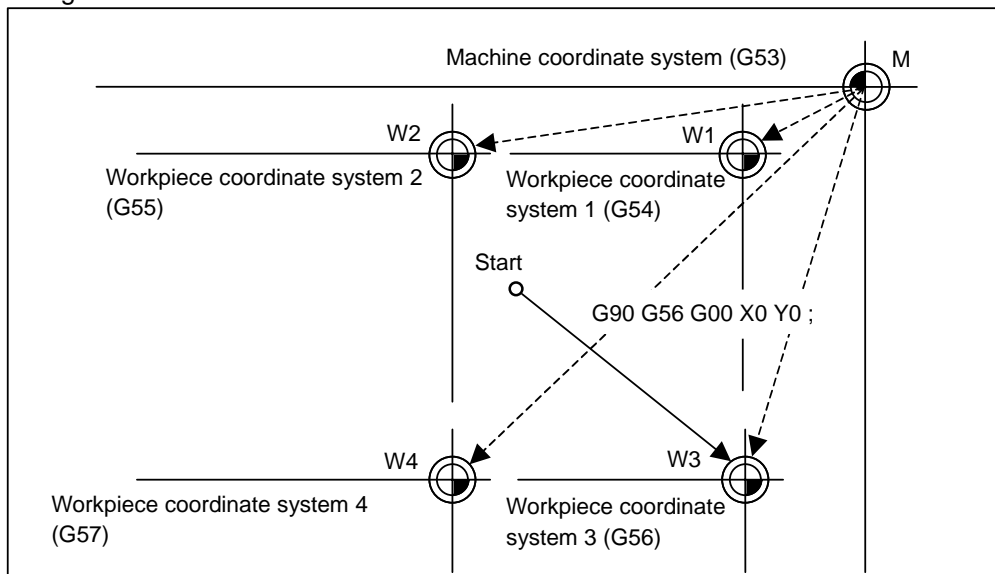 Machine coordinate system (G53)
M
W2
W1
Workpiece coordinate system 2
(G55)
Workpiece coordinate
system 1 (G54)
Start
G90 G56 G00 X0 Y0 ;
W4
W3
Workpiece coordinate system 4
(G57)
Workpiece coordinate
system 3 (G56)